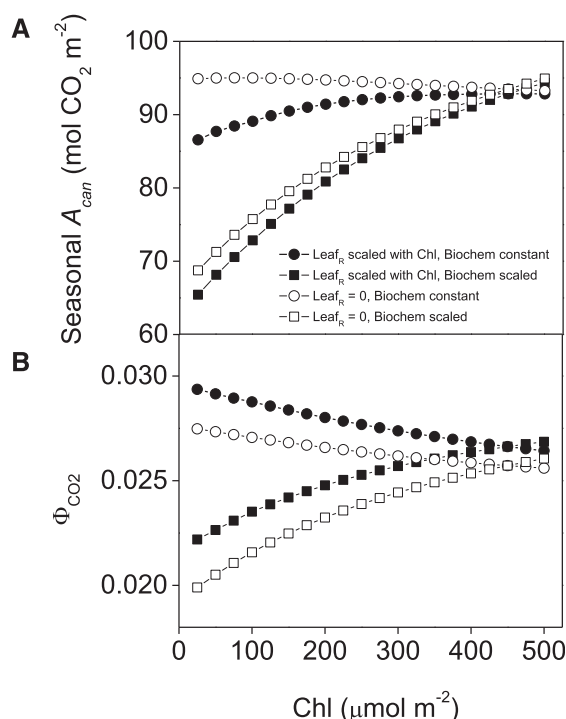 A
Seasonal A_can (mol CO₂ m⁻²)
100
90
80
70
60
Leaf_R scaled with Chl, Biochem constant
Leaf_R scaled with Chl, Biochem scaled
Leaf_R = 0, Biochem constant
Leaf_R = 0, Biochem scaled
B
Φ_CO2
0.030
0.025
0.020
0 100 200 300 400 500
Chl (μmol m⁻²)